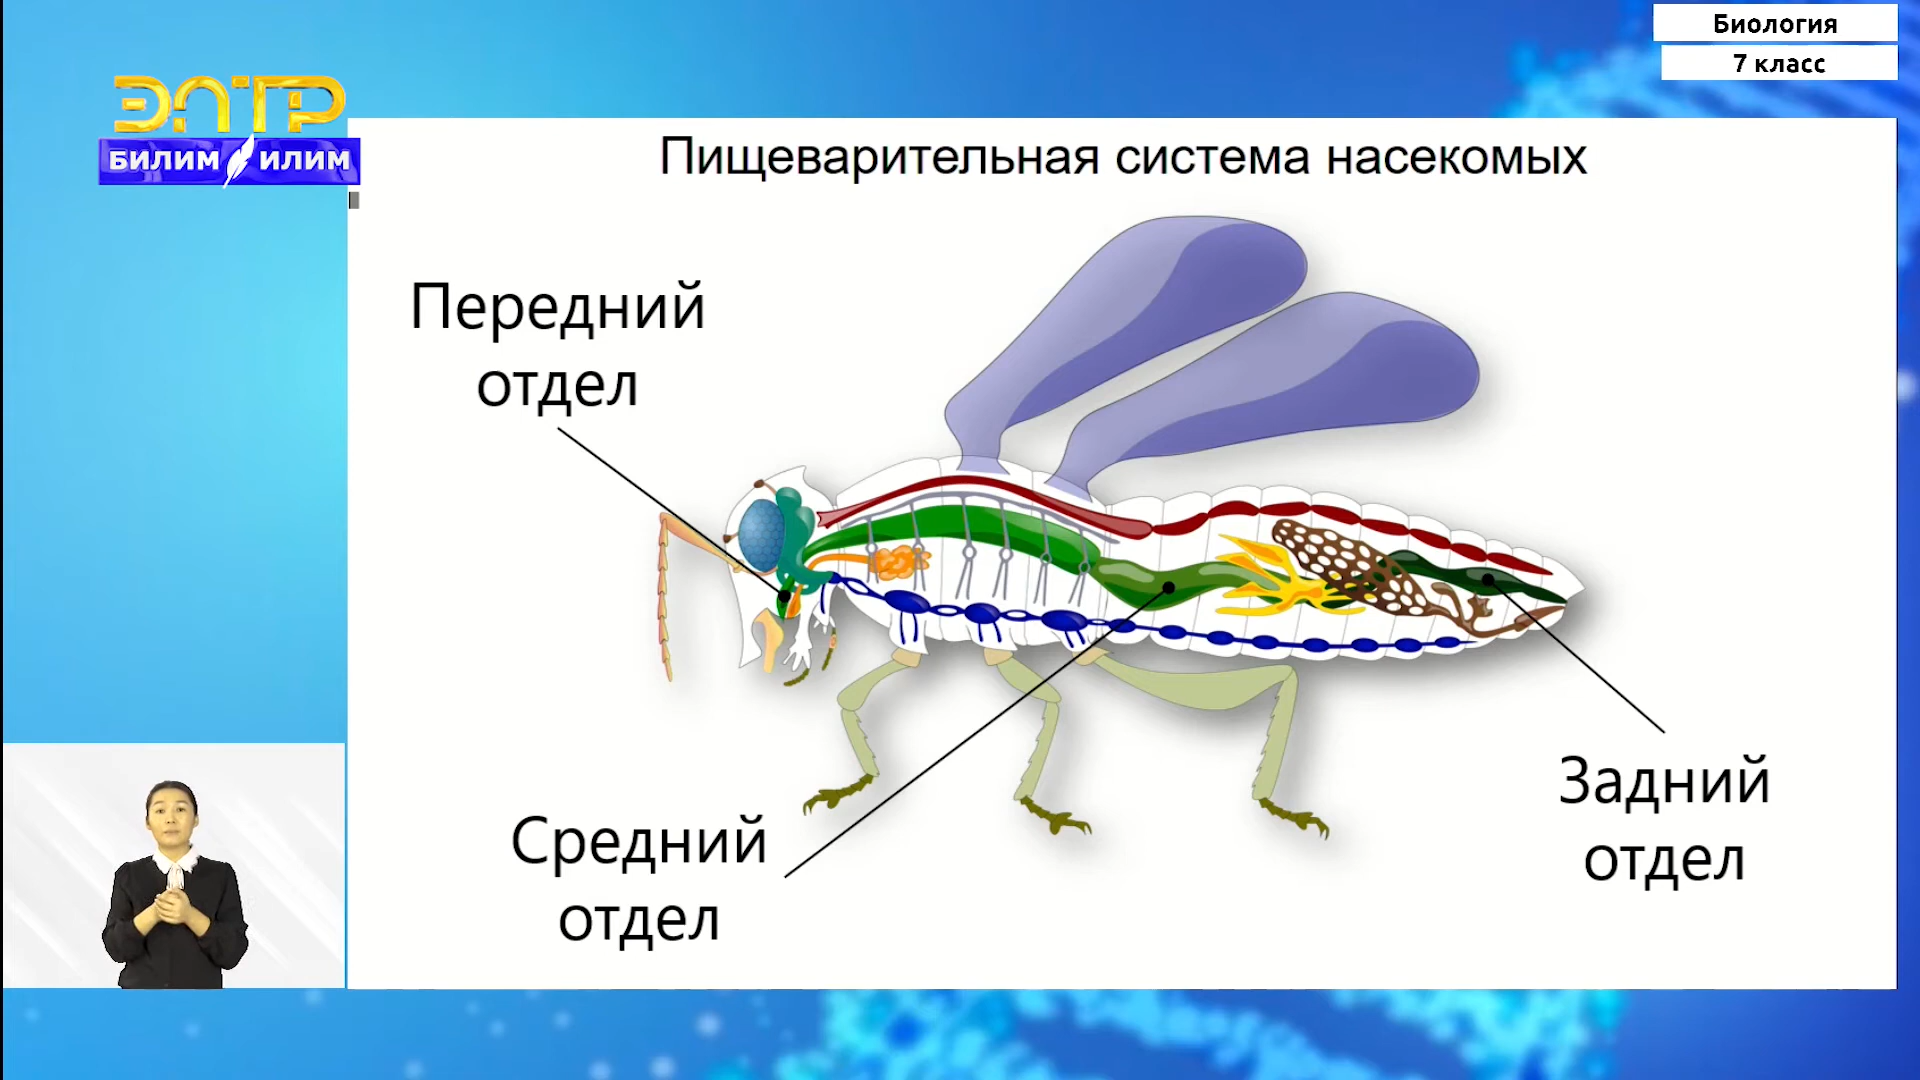 Биология
7 класс
ЭЛТР
БИЛИМ ИЛИМ
Пищеварительная система насекомых
Передний
отдел
Средний
отдел
Задний
отдел